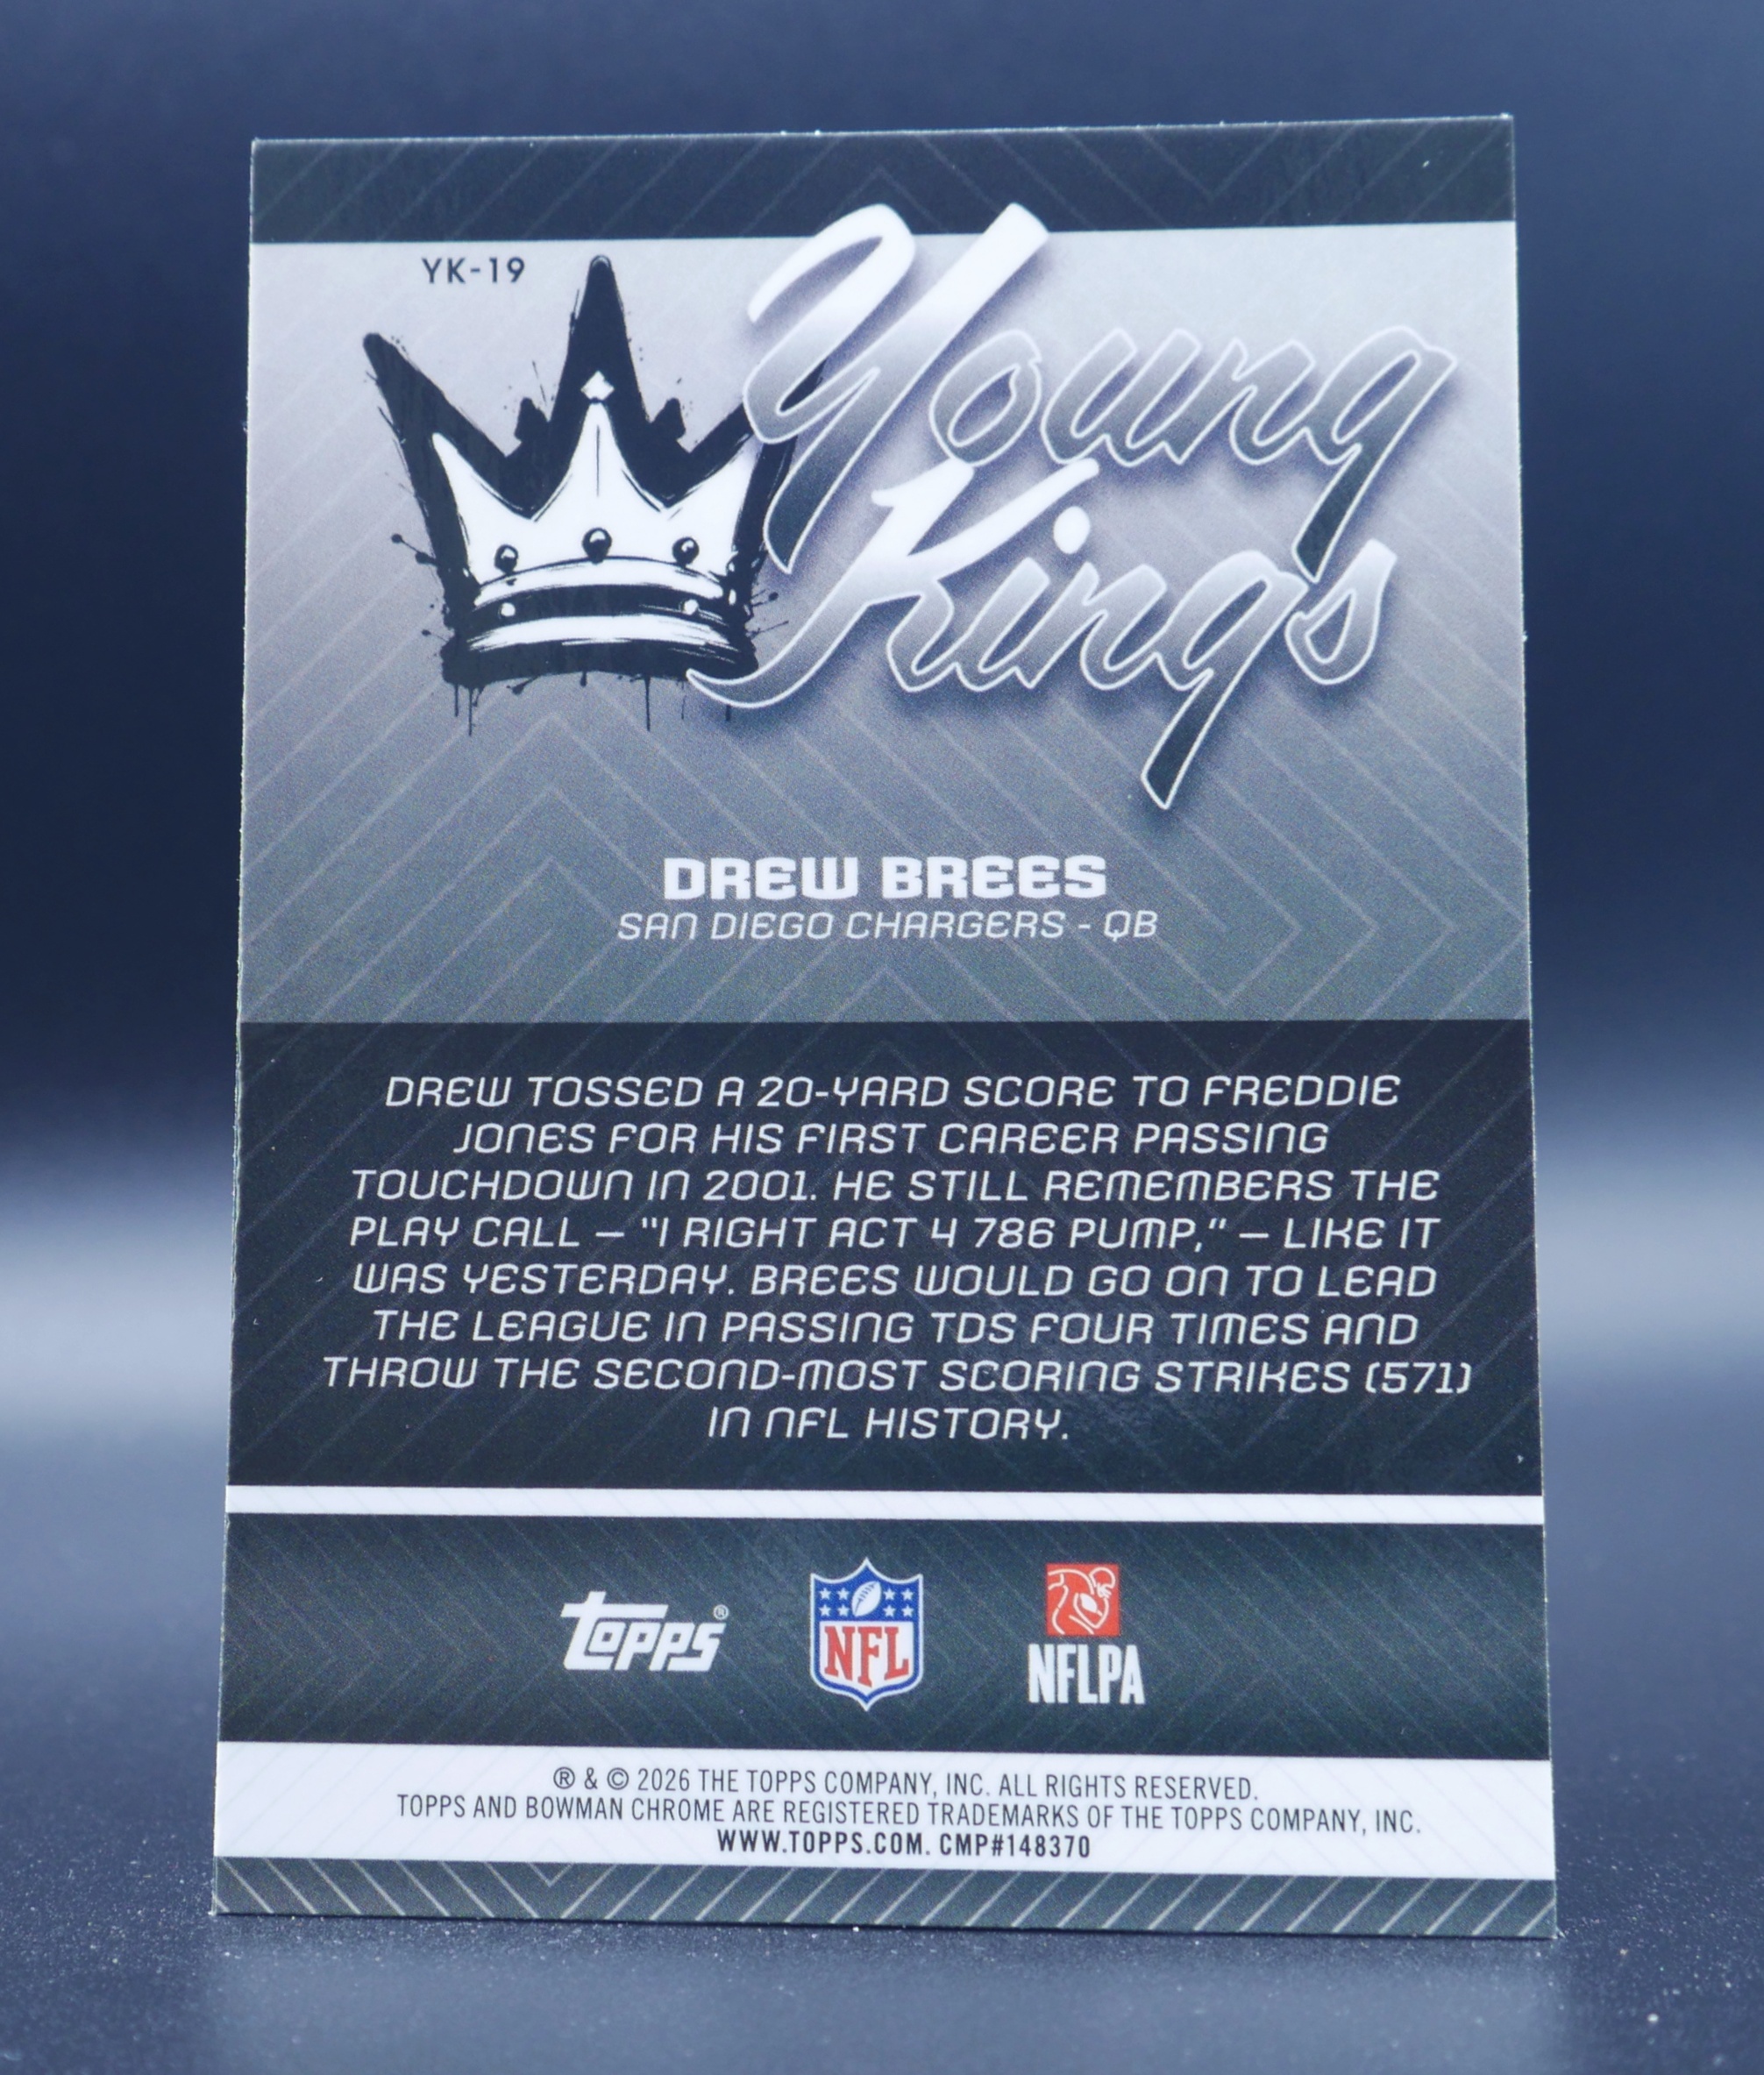 YK-19
Young
Kings
DREW BREES
SAN DIEGO CHARGERS - QB
DREW TOSSED A 20-YARD SCORE TO FREDDIE
JONES FOR HIS FIRST CAREER PASSING
TOUCHDOWN IN 2001. HE STILL REMEMBERS THE
PLAY CALL – "I RIGHT ACT 4 786 PUMP," – LIKE IT
WAS YESTERDAY. BREES WOULD GO ON TO LEAD
THE LEAGUE IN PASSING TDS FOUR TIMES AND
THROW THE SECOND-MOST SCORING STRIKES (571)
IN NFL HISTORY.
topps® NFL NFLPA
® & © 2026 THE TOPPS COMPANY, INC. ALL RIGHTS RESERVED.
TOPPS AND BOWMAN CHROME ARE REGISTERED TRADEMARKS OF THE TOPPS COMPANY, INC.
WWW.TOPPS.COM. CMP#148370